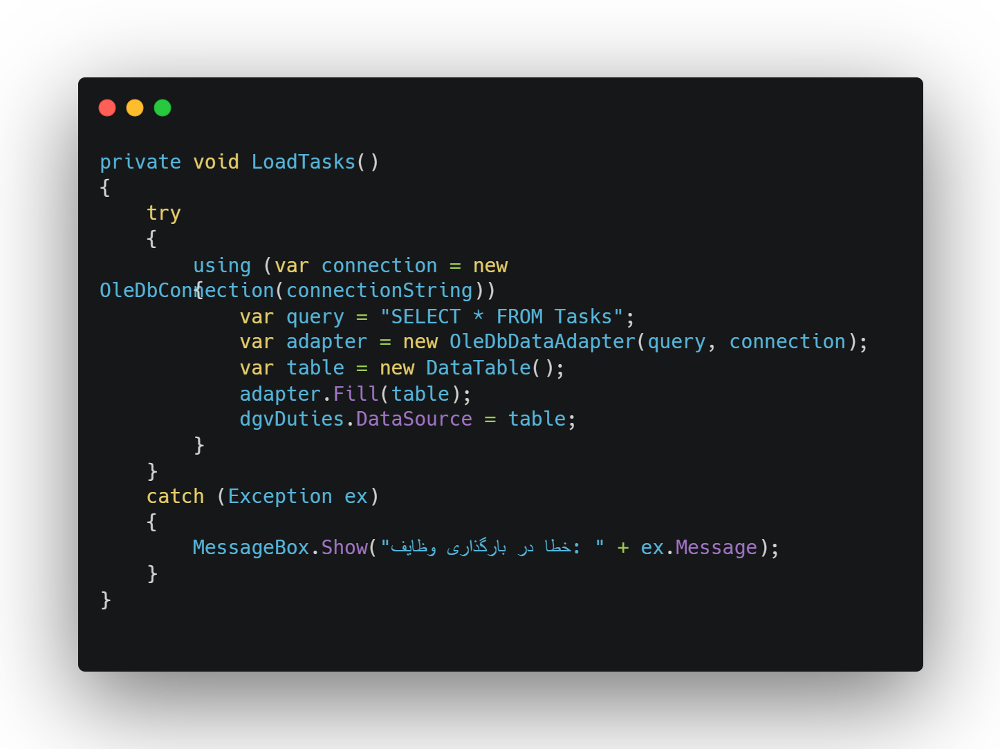 private void LoadTasks()
{
    try
    {
        using (var connection = new
OleDbConnection(connectionString))
        {
            var query = "SELECT * FROM Tasks";
            var adapter = new OleDbDataAdapter(query, connection);
            var table = new DataTable();
            adapter.Fill(table);
            dgvDuties.DataSource = table;
        }
    }
    catch (Exception ex)
    {
        MessageBox.Show("خطا در بارگذاری وظایف: " + ex.Message);
    }
}